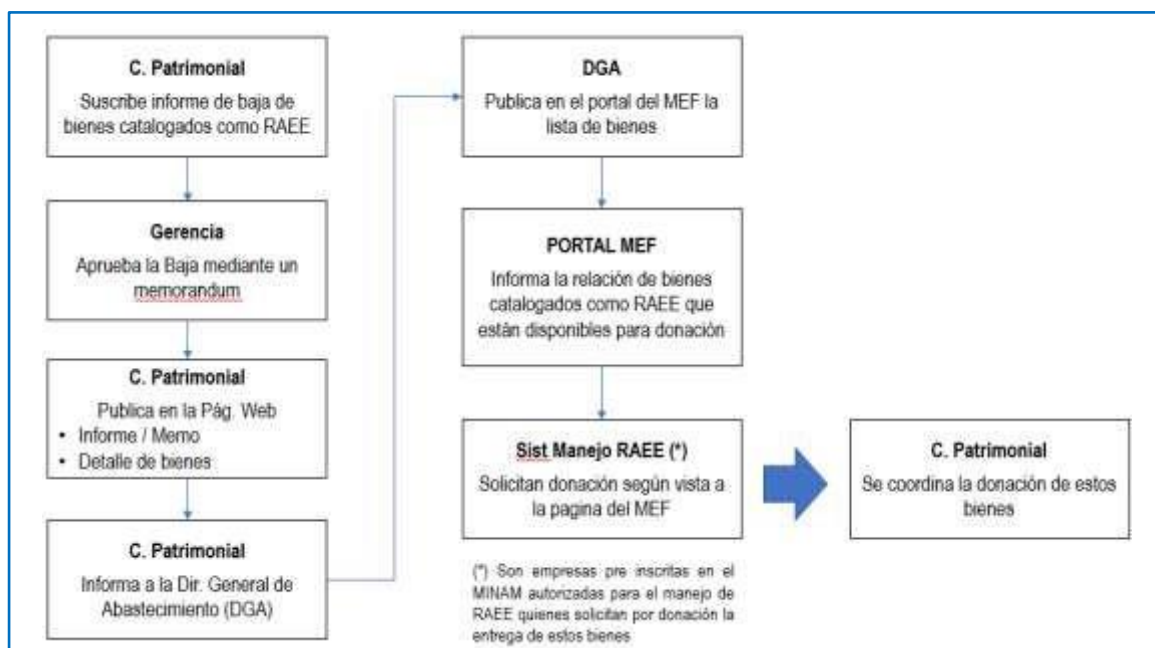 C. Patrimonial
Suscribe informe de baja de
bienes catalogados como RAEE
Gerencia
Aprueba la Baja mediante un
memorandum
C. Patrimonial
Publica en la Pág. Web
• Informe / Memo
• Detalle de bienes
C. Patrimonial
Informa a la Dir. General de
Abastecimiento (DGA)
DGA
Publica en el portal del MEF la
lista de bienes
PORTAL MEF
Informa la relación de bienes
catalogados como RAEE que
están disponibles para donación
Sist Manejo RAEE (*)
Solicitan donación según vista a
la pagina del MEF
(*) Son empresas pre inscritas en el
MINAM autorizadas para el manejo de
RAEE quienes solicitan por donación la
entrega de estos bienes
C. Patrimonial
Se coordina la donación de estos
bienes